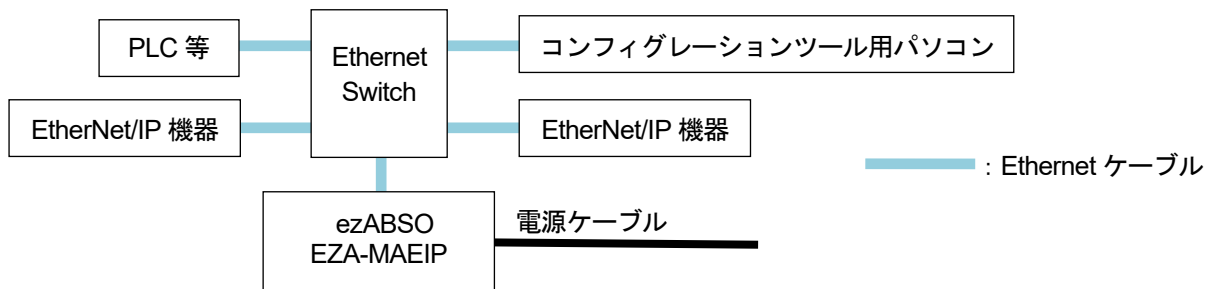 PLC 等
Ethernet
Switch
コンフィグレーションツール用パソコン
EtherNet/IP 機器
EtherNet/IP 機器
: Ethernet ケーブル
ezABSO
EZA-MAEIP
電源ケーブル